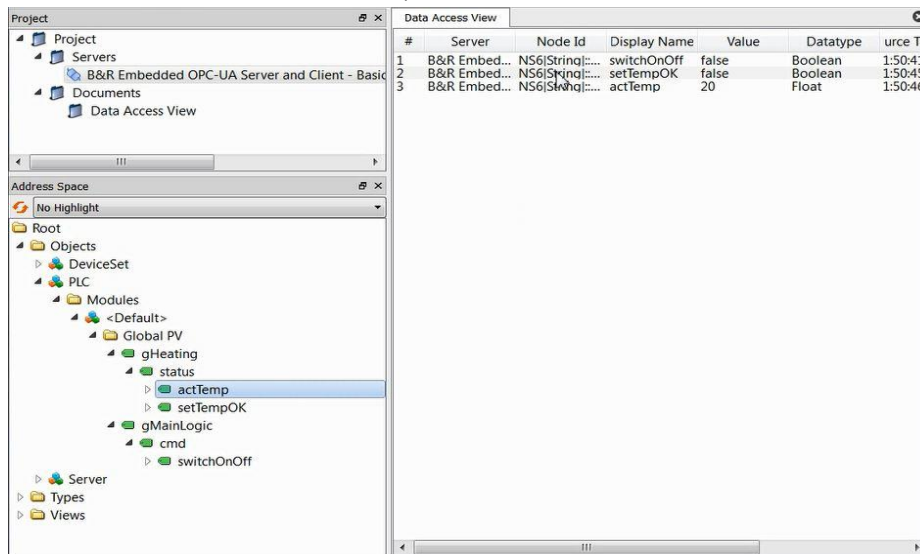 Project
Project
Servers
B&R Embedded OPC-UA Server and Client - Basic
Documents
Data Access View
Address Space
No Highlight
Root
Objects
DeviceSet
PLC
Modules
<Default>
Global PV
gHeating
status
actTemp
setTempOK
gMainLogic
cmd
switchOnOff
Server
Types
Views
Data Access View
# Server Node Id Display Name Value Datatype urce T
1 B&R Embed... NS6|String|::... switchOnOff false Boolean 1:50:41
2 B&R Embed... NS6|String|::... setTempOK false Boolean 1:50:46
3 B&R Embed... NS6|String|::... actTemp 20 Float 1:50:46